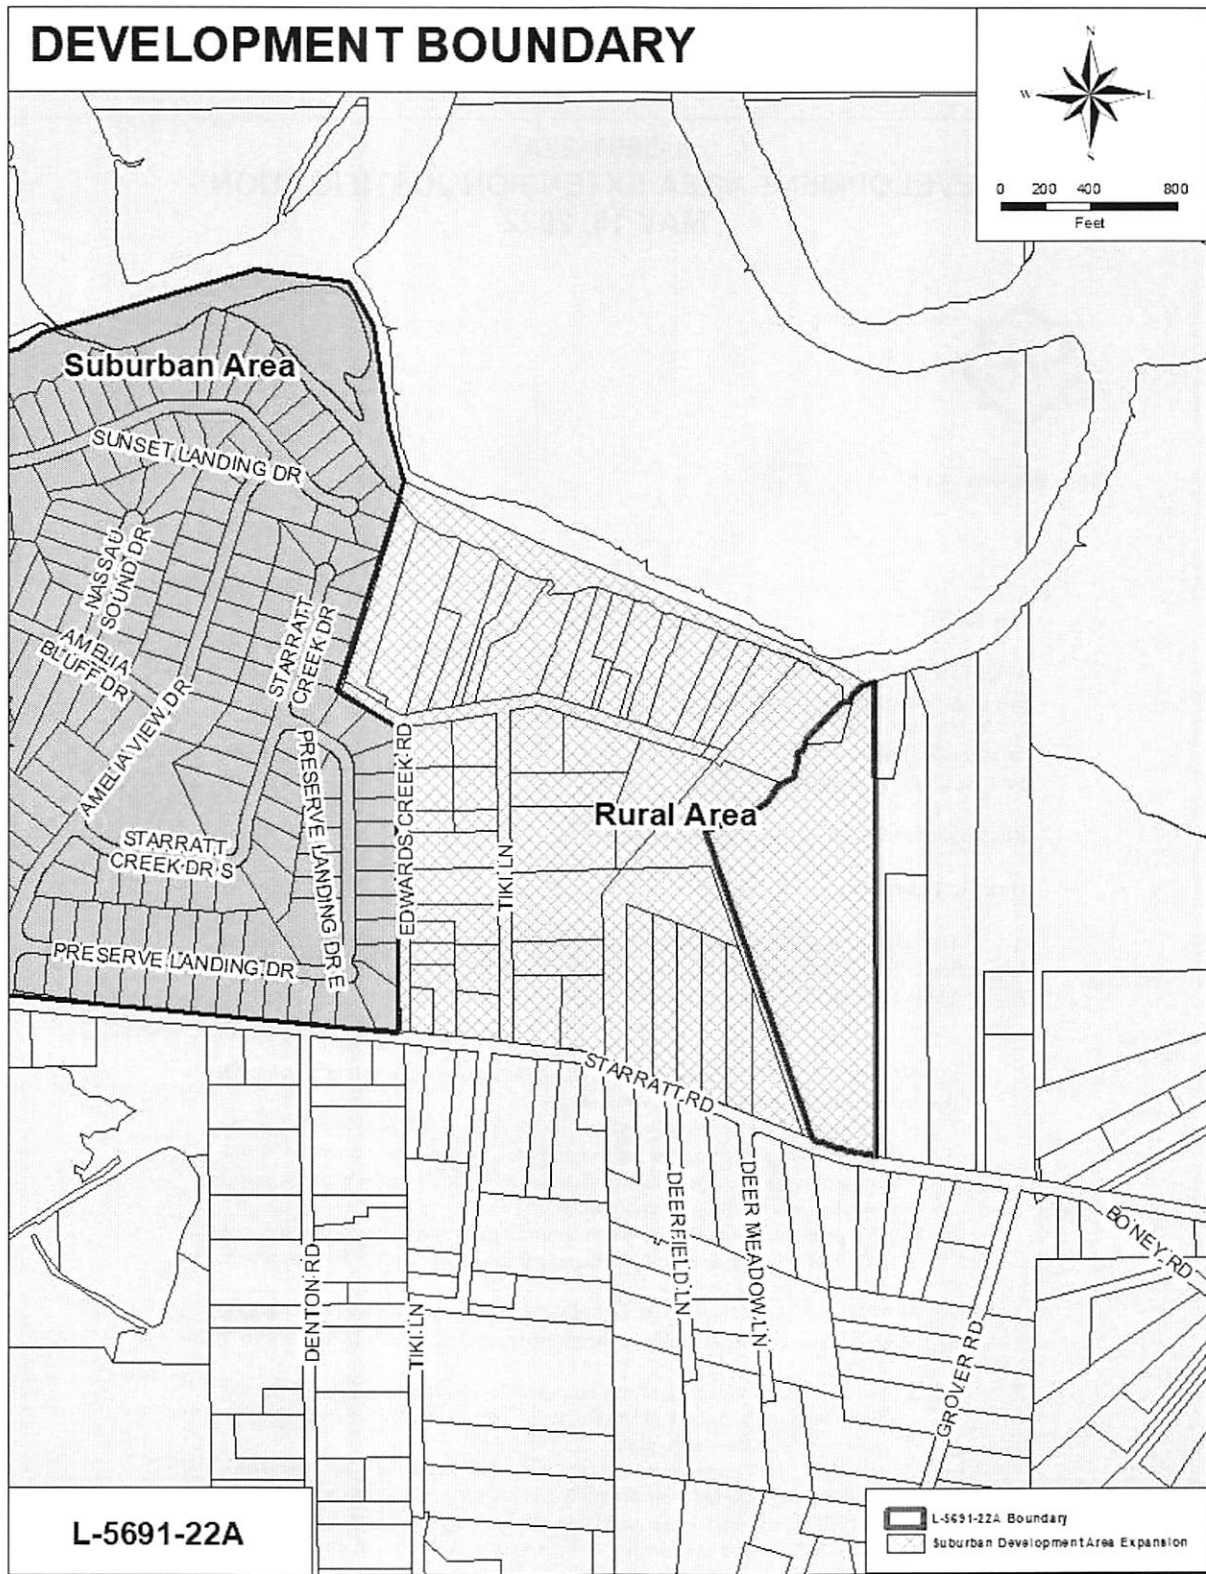 DEVELOPMENT BOUNDARY
N
W
S
0 200 400 800
Feet
Suburban Area
SUNSET LANDING DR
NASSAU
SOUND DR
AMELIA
BLUFF DR
STARRATT
CREEK DR
AMELIA VIEW DR
PRESERVE LANDING DR E
EDWARDS CREEK RD
TIKI LN
Rural Area
STARRATT
CREEK DR S
PRESERVE LANDING DR
STARRATT RD
DEERFIELD LN
DEER MEADOW LN
BONEY RD
DENTON RD
TIKI LN
GROVER RD
L-5691-22A
L-5691-22A Boundary
Suburban Development Area Expansion